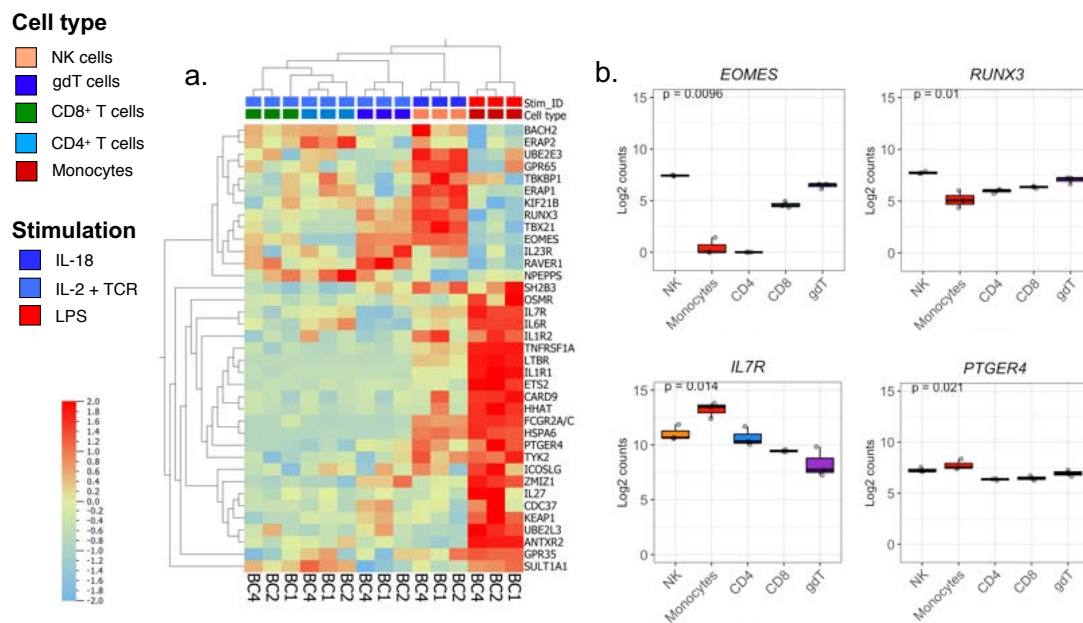 Cell type
NK cells
gdT cells
CD8+ T cells
CD4+ T cells
Monocytes
Stimulation
IL-18
IL-2 + TCR
LPS
2.0
1.8
1.6
1.4
1.2
1.0
0.8
0.6
0.4
0.2
0.0
-0.2
-0.4
-0.6
-0.8
-1.0
-1.2
-1.4
-1.6
-1.8
-2.0
a.
Stim_ID
Cell type
BACH2
ERAP2
UBE2E3
GPR65
TBKBP1
ERAP1
KIF21B
RUNX3
TBX21
EOMES
IL23R
RAVER1
NPEPPS
SH2B3
OSMR
IL7R
IL6R
IL1R2
TNFRSF1A
LTBR
IL1R1
ETS2
CARD9
HHAT
FCGR2A/C
HSPA6
PTGER4
TYK2
ICOSLG
ZMIZ1
IL27
CDC37
KEAP1
UBE2L3
ANTXR2
GPR35
SULT1A1
BC4 BC2 BC1 BC4 BC1 BC2 BC4 BC1 BC2 BC4 BC1 BC2 BC4 BC2 BC1
b.
EOMES
p = 0.0096
Log2 counts
15
10
5
0
NK Monocytes CD4 CD8 gdT
RUNX3
p = 0.01
Log2 counts
15
10
5
0
NK Monocytes CD4 CD8 gdT
IL7R
p = 0.014
Log2 counts
15
10
5
0
NK Monocytes CD4 CD8 gdT
PTGER4
p = 0.021
Log2 counts
15
10
5
0
NK Monocytes CD4 CD8 gdT